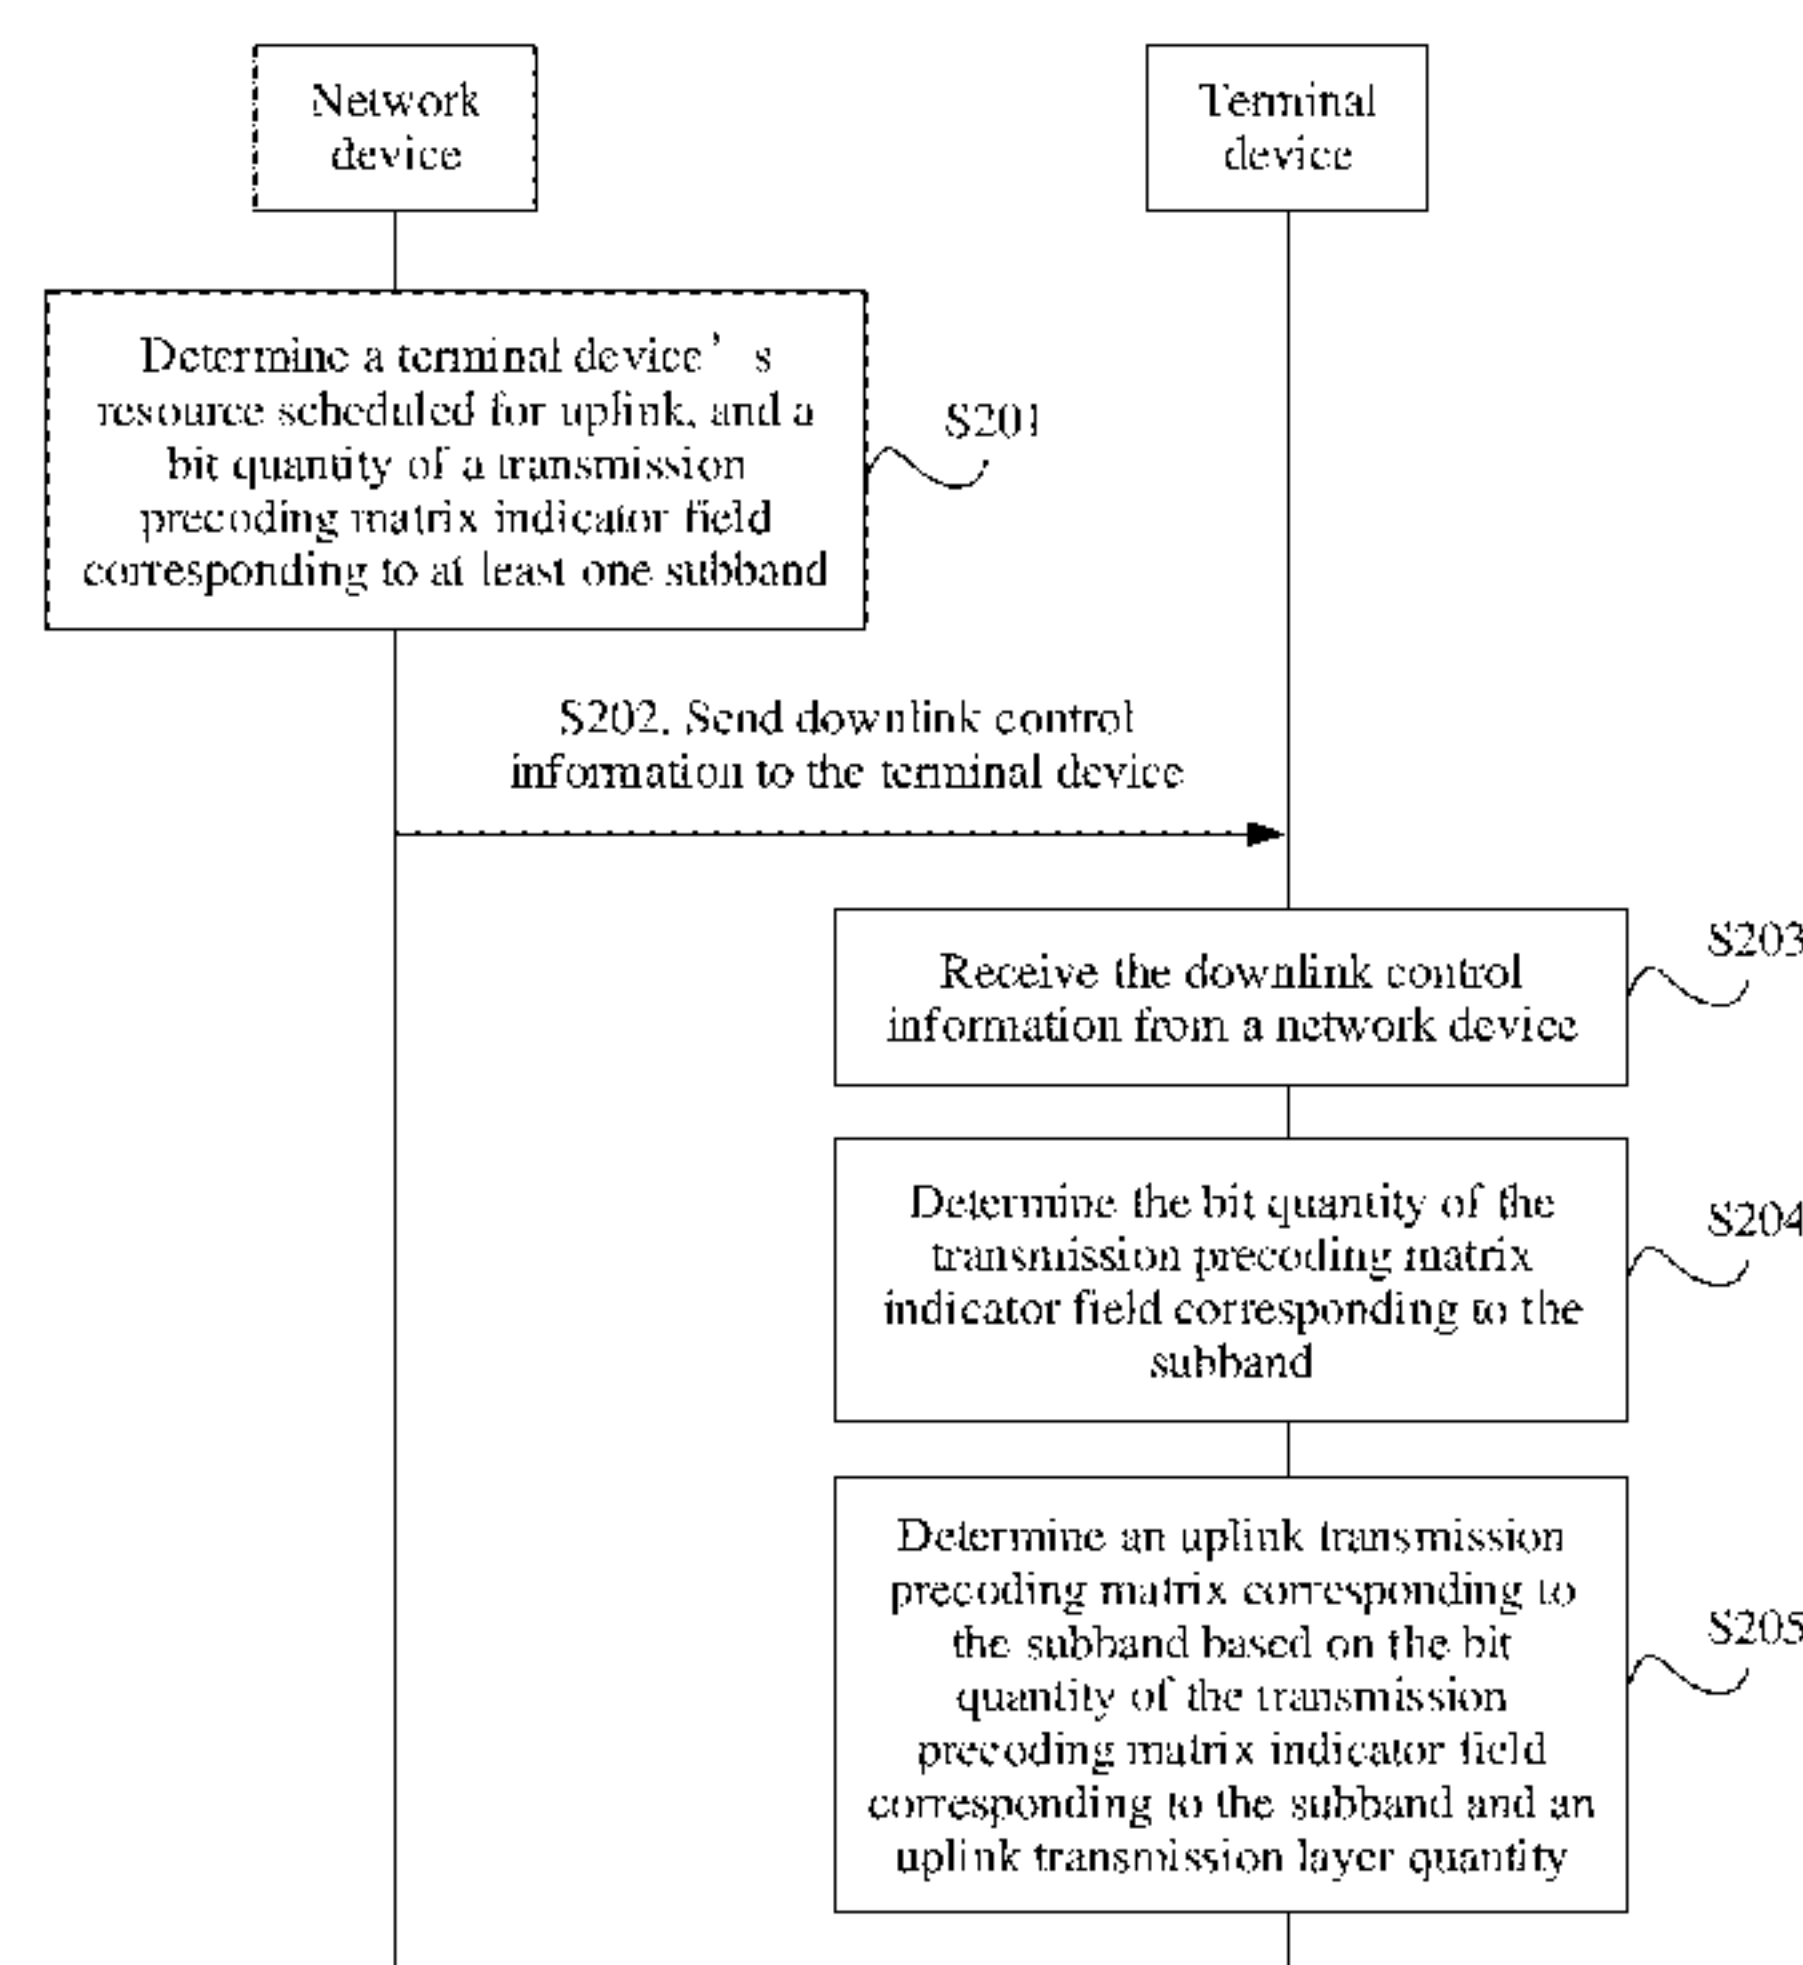 Network
device
Terminal
device
Determine a terminal device’ s
resource scheduled for uplink, and a
bit quantity of a transmission
precoding matrix indicator field
corresponding to at least one subband
S201
S202. Send downlink control
information to the terminal device
Receive the downlink control
information from a network device
S203
Determine the bit quantity of the
transmission precoding matrix
indicator field corresponding to the
subband
S204
Determine an uplink transmission
precoding matrix corresponding to
the subband based on the bit
quantity of the transmission
precoding matrix indicator field
corresponding to the subband and an
uplink transmission layer quantity
S205